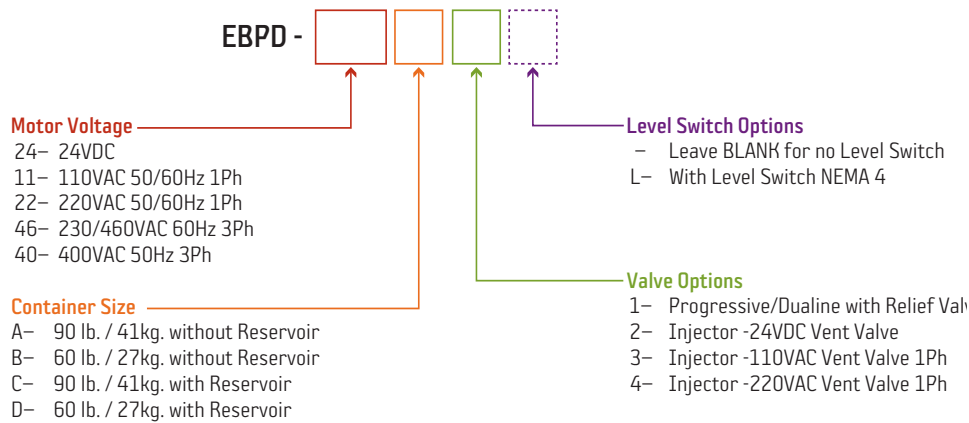 EBPD -
Motor Voltage
24– 24VDC
11– 110VAC 50/60Hz 1Ph
22– 220VAC 50/60Hz 1Ph
46– 230/460VAC 60Hz 3Ph
40– 400VAC 50Hz 3Ph
Container Size
A– 90 lb. / 41kg. without Reservoir
B– 60 lb. / 27kg. without Reservoir
C– 90 lb. / 41kg. with Reservoir
D– 60 lb. / 27kg. with Reservoir
Level Switch Options
– Leave BLANK for no Level Switch
L– With Level Switch NEMA 4
Valve Options
1– Progressive/Dualine with Relief
2– Injector -24VDC Vent Valve
3– Injector -110VAC Vent Valve 1Ph
4– Injector -220VAC Vent Valve 1Ph